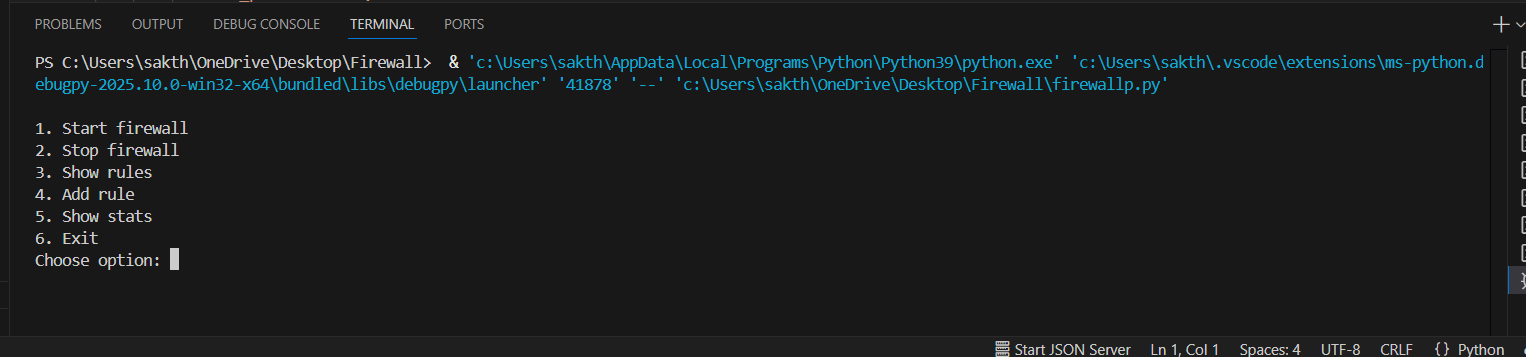 PROBLEMS OUTPUT DEBUG CONSOLE TERMINAL PORTS
PS C:\Users\sakth\OneDrive\Desktop\Firewall>  & 'c:\Users\sakth\AppData\Local\Programs\Python\Python39\python.exe' 'c:\Users\sakth\.vscode\extensions\ms-python.d
ebugpy-2025.10.0-win32-x64\bundled\libs\debugpy\launcher' '41878' '--' 'c:\Users\sakth\OneDrive\Desktop\Firewall\firewallp.py'
1. Start firewall
2. Stop firewall
3. Show rules
4. Add rule
5. Show stats
6. Exit
Choose option:
Start JSON Server Ln 1, Col 1 Spaces: 4 UTF-8 CRLF {} Python